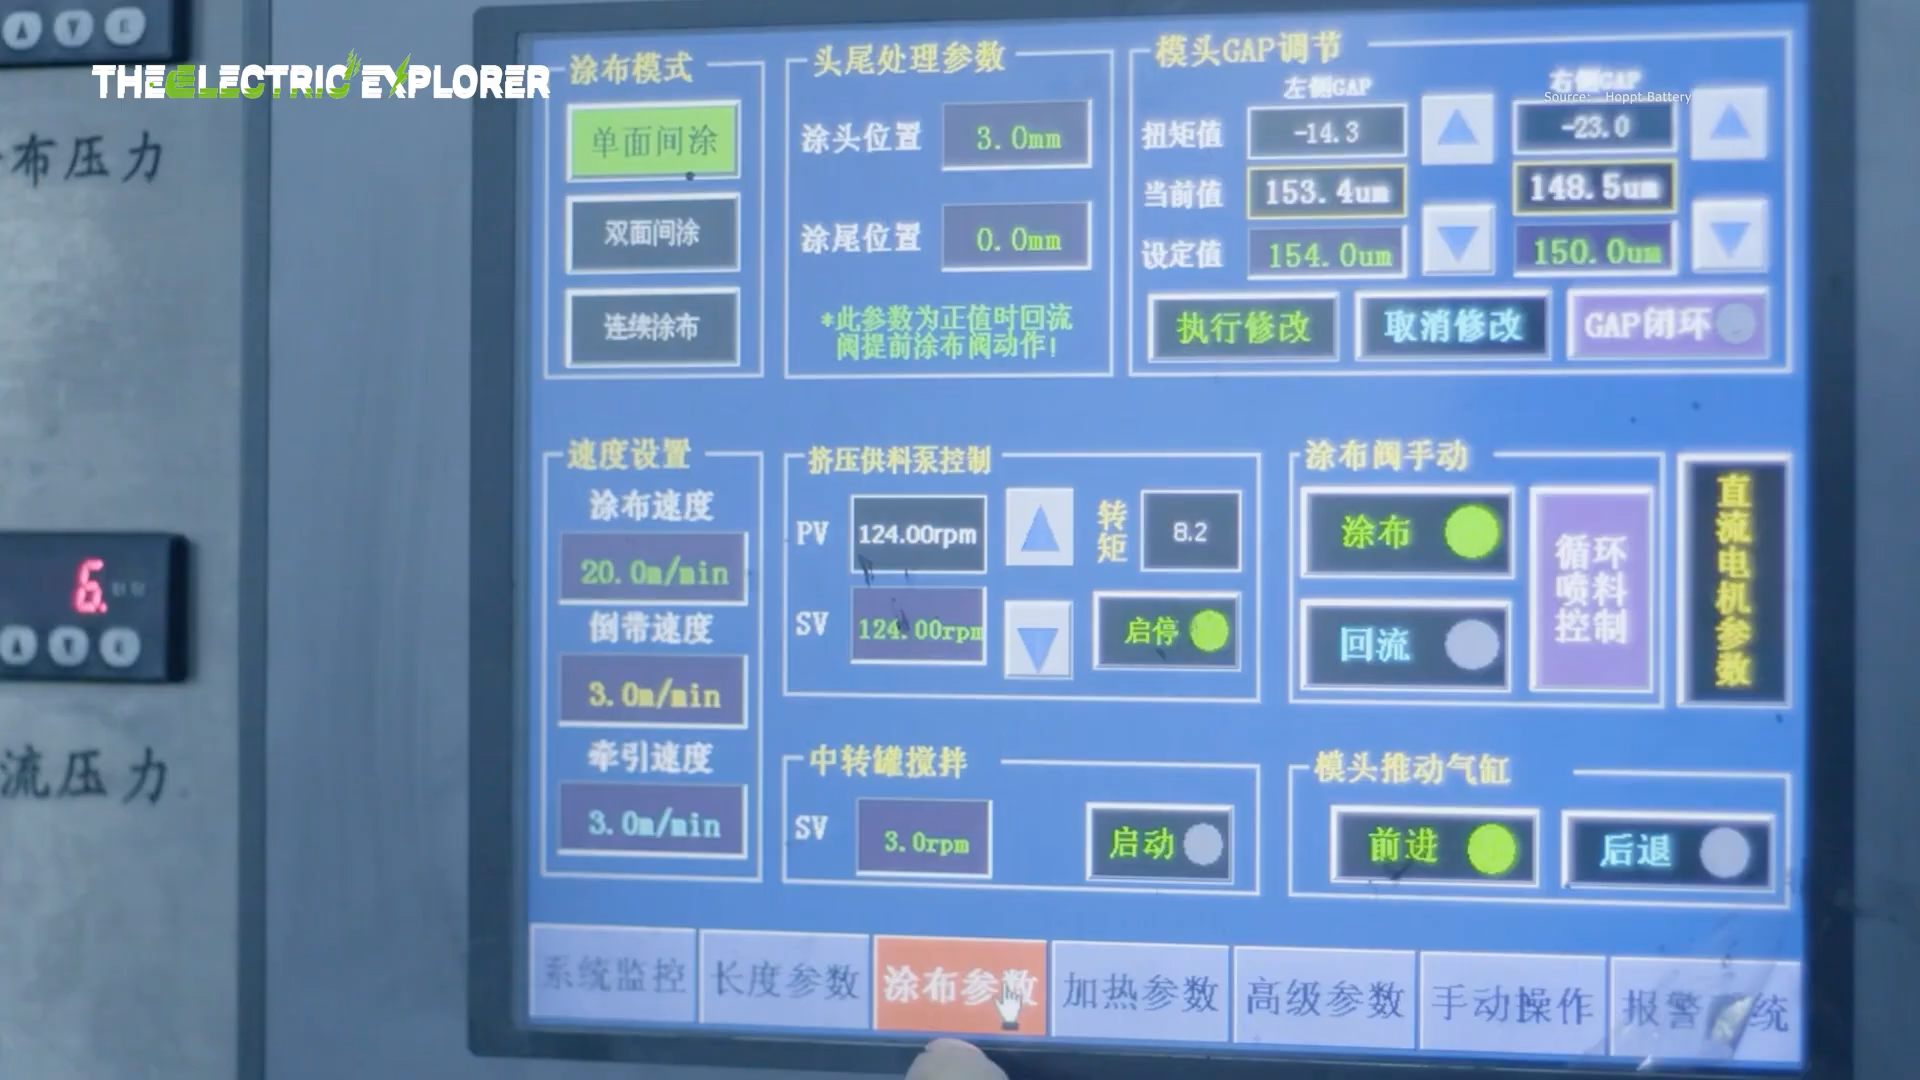 THE ELECTRIC EXPLORER
Source: Hoppt Battery
布压力
6.
流压力
涂布模式
单面间涂
双面间涂
连续涂布
头尾处理参数
涂头位置 3.0mm
涂尾位置 0.0mm
*此参数为正值时回流
阀提前涂布阀动作!
模头GAP调节
左侧GAP 右侧GAP
扭矩值 -14.3 -23.0
当前值 153.4um 148.5um
设定值 154.0um 150.0um
执行修改 取消修改 GAP闭环
速度设置
涂布速度
20.0m/min
倒带速度
3.0m/min
牵引速度
3.0m/min
挤压供料泵控制
PV 124.00rpm 转矩 8.2
SV 124.00rpm 启停
涂布阀手动
涂布
回流
循环
喷料
控制
直流电机参数
中转罐搅拌
SV 3.0rpm 启动
模头推动气缸
前进 后退
系统监控 长度参数 涂布参数 加热参数 高级参数 手动操作 报警 统